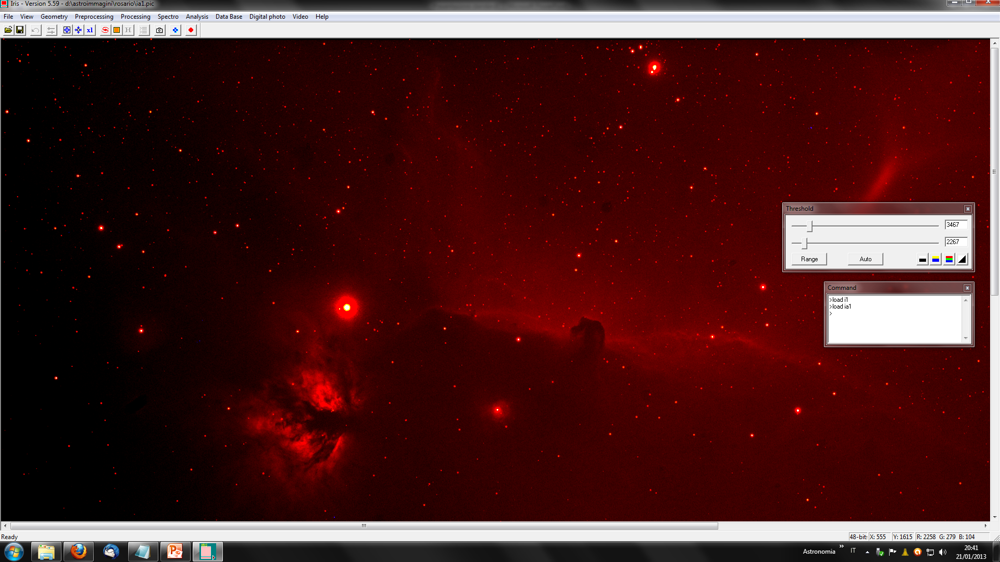 Iris - Version 5.59 - d:\astroimmagini\rosario\ia1.pic
File View Geometry Preprocessing Processing Spectro Analysis Data Base Digital photo Video Help
x1 H
Threshold
3467
2267
Range Auto
Command
>load i1
>load ia1
>
Ready
48-bit: X: 555 Y: 1615 R: 2258 G: 279 B: 104
IRIS
Astronomia » IT
20:41
21/01/2013